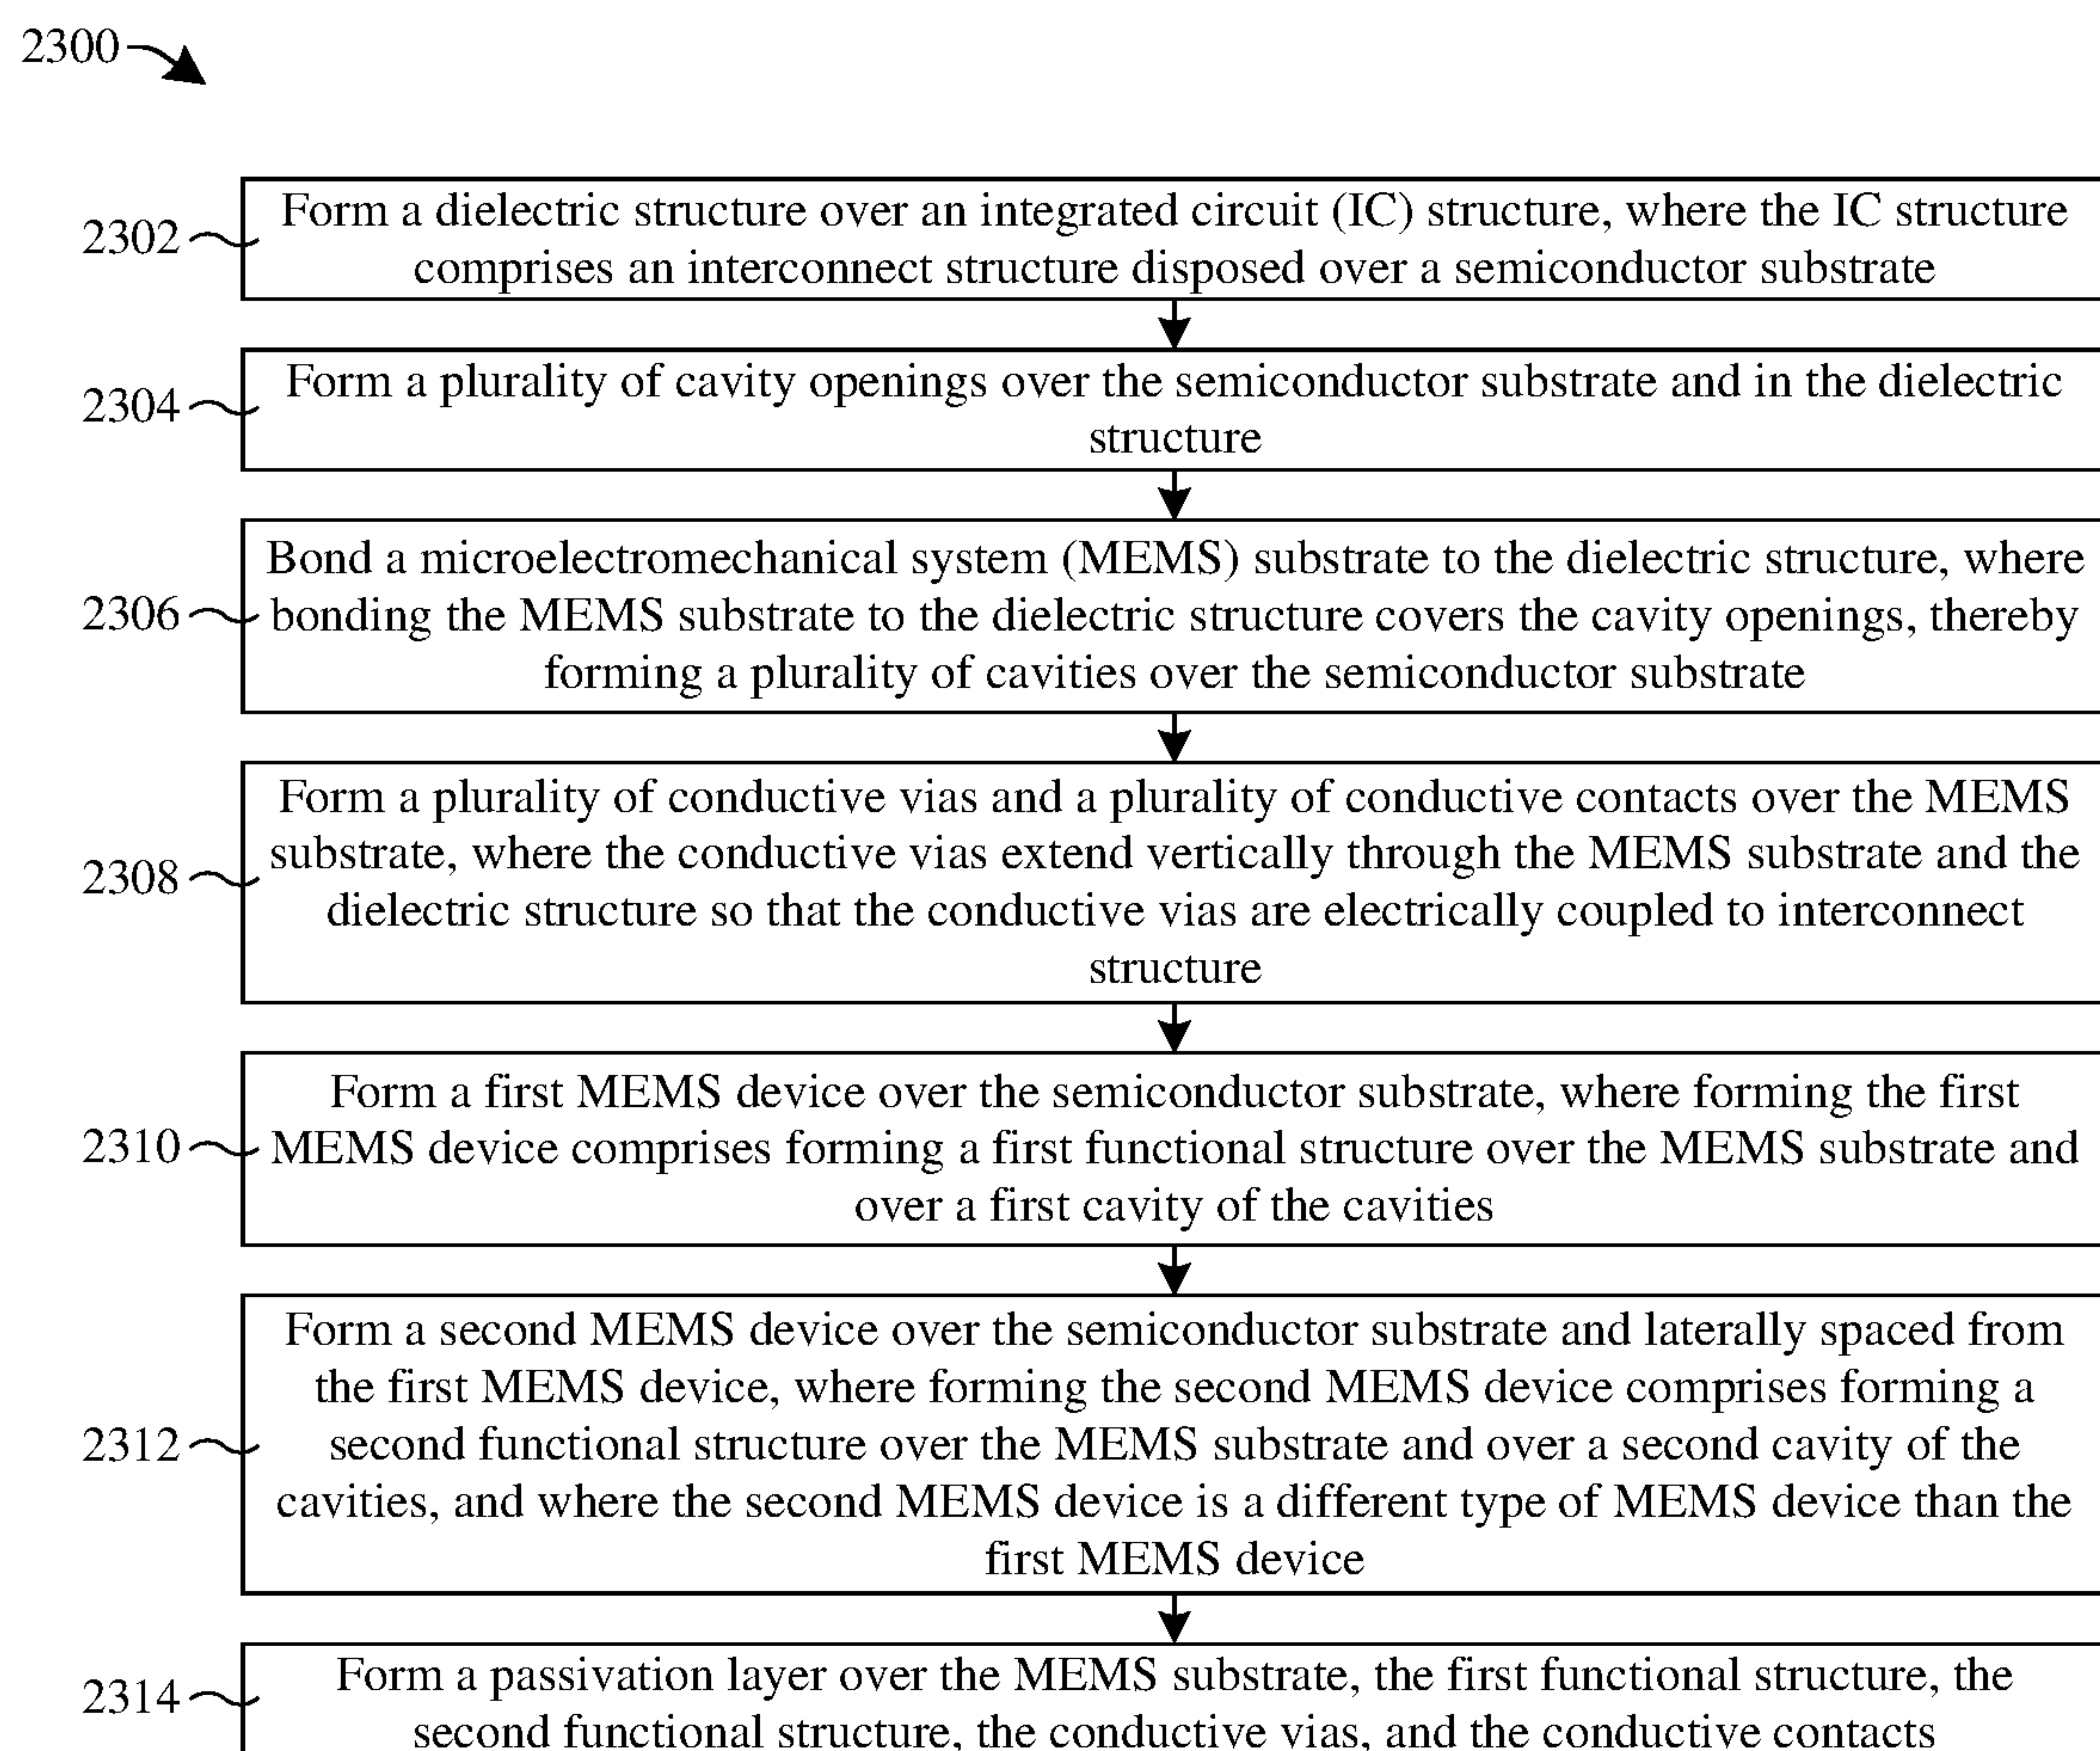 2300
2302
Form a dielectric structure over an integrated circuit (IC) structure, where the IC structure
comprises an interconnect structure disposed over a semiconductor substrate
2304
Form a plurality of cavity openings over the semiconductor substrate and in the dielectric
structure
2306
Bond a microelectromechanical system (MEMS) substrate to the dielectric structure, where
bonding the MEMS substrate to the dielectric structure covers the cavity openings, thereby
forming a plurality of cavities over the semiconductor substrate
2308
Form a plurality of conductive vias and a plurality of conductive contacts over the MEMS
substrate, where the conductive vias extend vertically through the MEMS substrate and the
dielectric structure so that the conductive vias are electrically coupled to interconnect
structure
2310
Form a first MEMS device over the semiconductor substrate, where forming the first
MEMS device comprises forming a first functional structure over the MEMS substrate and
over a first cavity of the cavities
2312
Form a second MEMS device over the semiconductor substrate and laterally spaced from
the first MEMS device, where forming the second MEMS device comprises forming a
second functional structure over the MEMS substrate and over a second cavity of the
cavities, and where the second MEMS device is a different type of MEMS device than the
first MEMS device
2314
Form a passivation layer over the MEMS substrate, the first functional structure, the
second functional structure, the conductive vias, and the conductive contacts